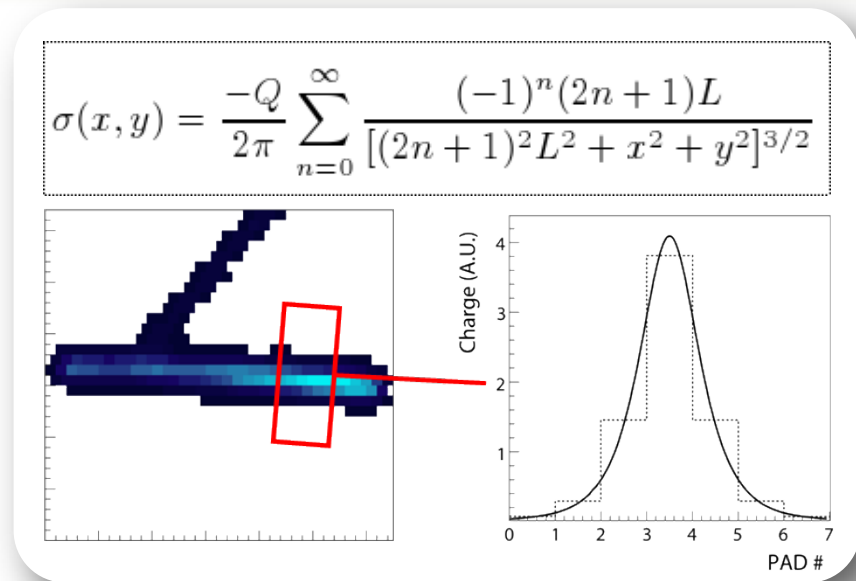 σ(x, y) = -Q/2π ∑_{n=0}^{∞} (-1)^n(2n + 1)L/[(2n + 1)^2L^2 + x^2 + y^2]^{3/2}
Charge (A.U.)
4
3
2
1
0 1 2 3 4 5 6 7
PAD #